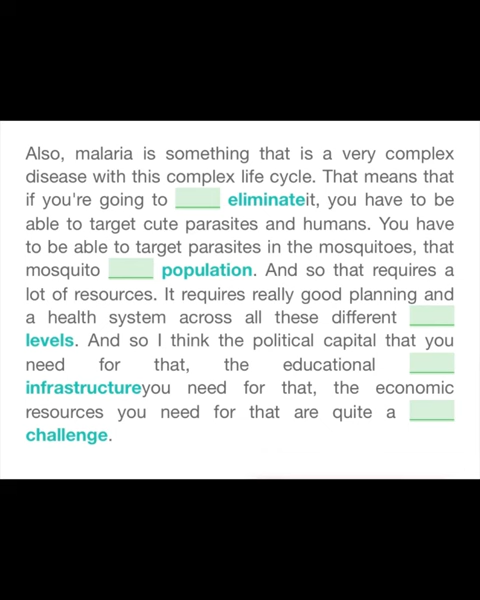 Also, malaria is something that is a very complex
disease with this complex life cycle. That means that
if you're going to ____ eliminateit, you have to be
able to target cute parasites and humans. You have
to be able to target parasites in the mosquitoes, that
mosquito ____ population. And so that requires a
lot of resources. It requires really good planning and
a health system across all these different ____
levels. And so I think the political capital that you
need for that, the educational ____
infrastructureyou need for that, the economic
resources you need for that are quite a ____
challenge.